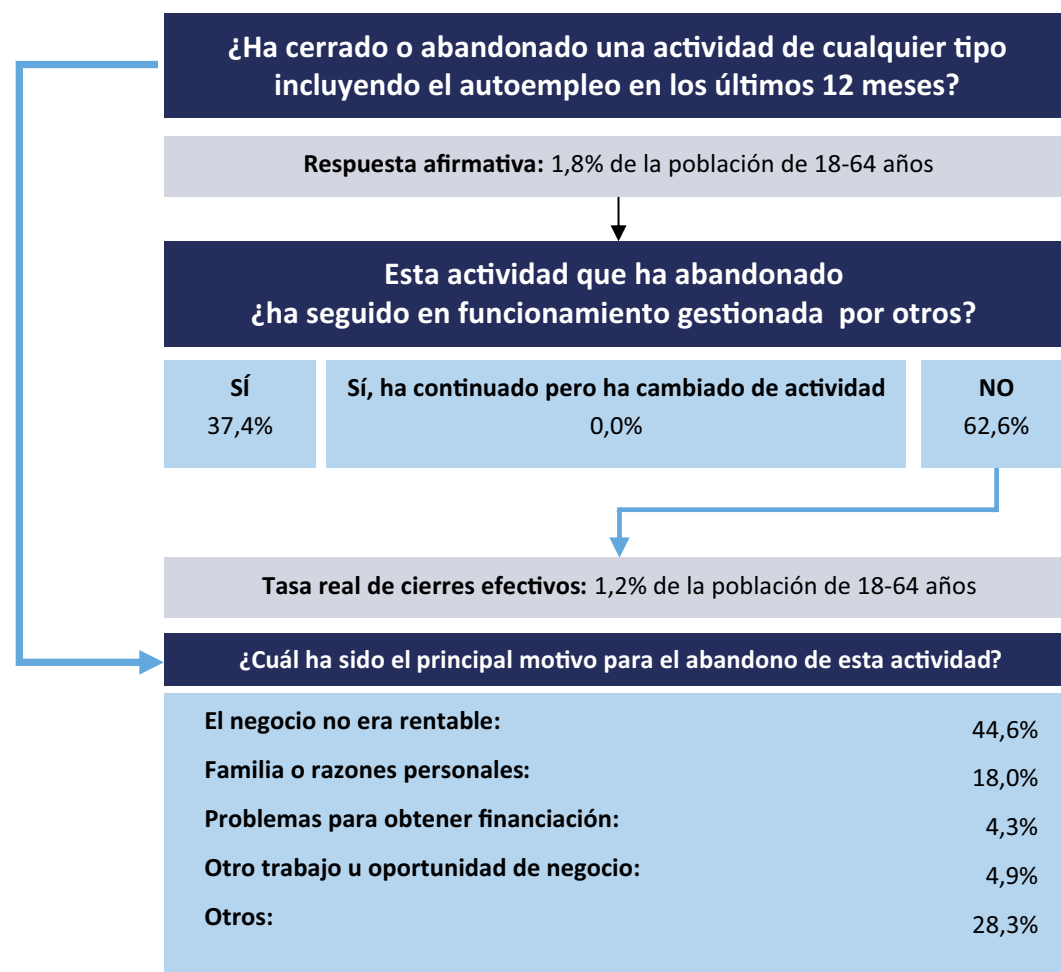 ¿Ha cerrado o abandonado una actividad de cualquier tipo
incluyendo el autoempleo en los últimos 12 meses?
Respuesta afirmativa: 1,8% de la población de 18-64 años
Esta actividad que ha abandonado
¿ha seguido en funcionamiento gestionada por otros?
SÍ
37,4%
Sí, ha continuado pero ha cambiado de actividad
0,0%
NO
62,6%
Tasa real de cierres efectivos: 1,2% de la población de 18-64 años
¿Cuál ha sido el principal motivo para el abandono de esta actividad?
El negocio no era rentable: 44,6%
Familia o razones personales: 18,0%
Problemas para obtener financiación: 4,3%
Otro trabajo u oportunidad de negocio: 4,9%
Otros: 28,3%